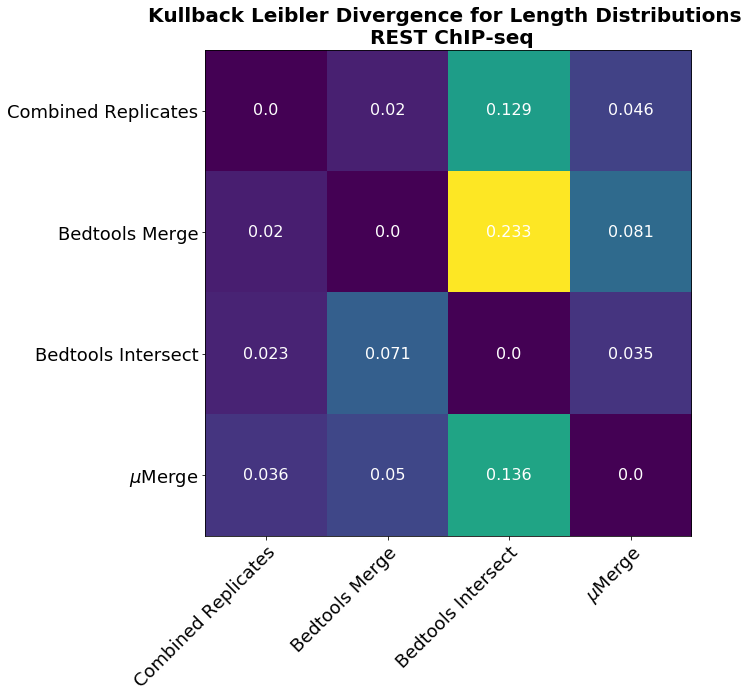 Kullback Leibler Divergence for Length Distributions
REST ChIP-seq
Combined Replicates 0.0 0.02 0.129 0.046
Bedtools Merge 0.02 0.0 0.233 0.081
Bedtools Intersect 0.023 0.071 0.0 0.035
μMerge 0.036 0.05 0.136 0.0
Combined Replicates
Bedtools Merge
Bedtools Intersect
μMerge